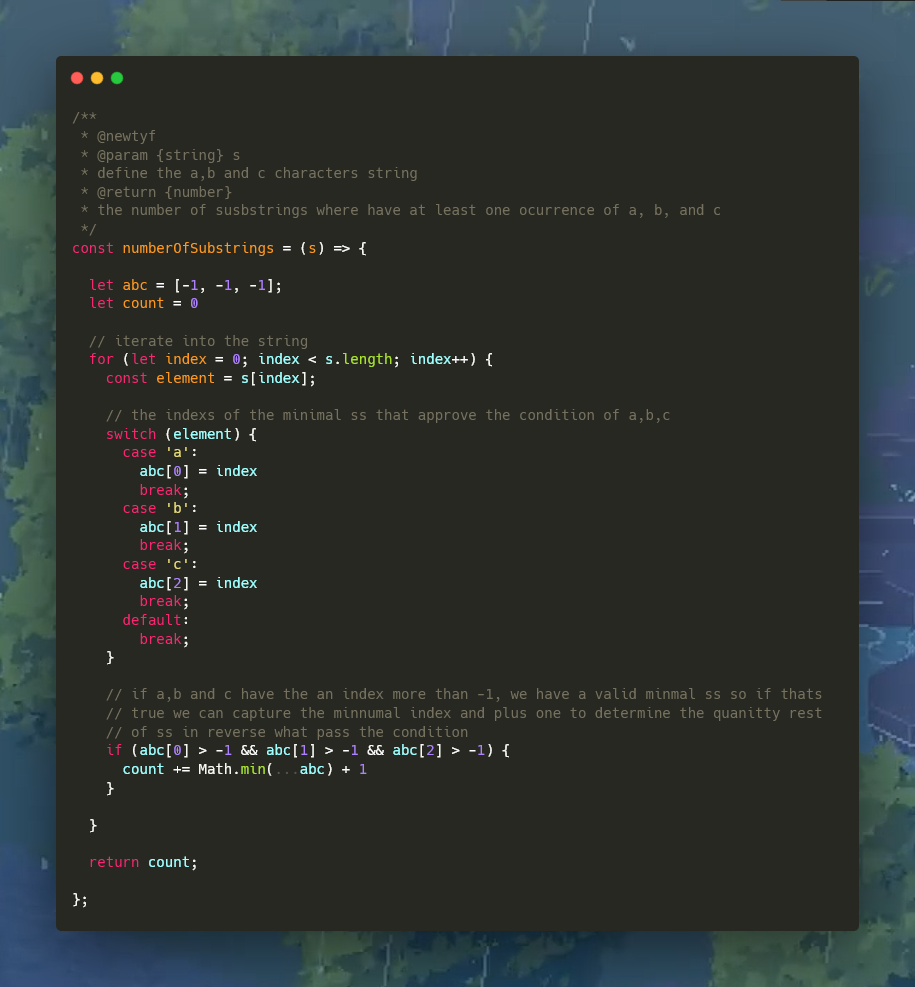 /**
 * @newtyf
 * @param {string} s
 * define the a,b and c characters string
 * @return {number}
 * the number of susbstrings where have at least one ocurrence of a, b, and c
 */
const numberOfSubstrings = (s) => {
  let abc = [-1, -1, -1];
  let count = 0
  // iterate into the string
  for (let index = 0; index < s.length; index++) {
    const element = s[index];
    // the indexs of the minimal ss that approve the condition of a,b,c
    switch (element) {
      case 'a':
        abc[0] = index
        break;
      case 'b':
        abc[1] = index
        break;
      case 'c':
        abc[2] = index
        break;
      default:
        break;
    }
    // if a,b and c have the an index more than -1, we have a valid minmal ss so if thats
    // true we can capture the minnumal index and plus one to determine the quanitty rest
    // of ss in reverse what pass the condition
    if (abc[0] > -1 && abc[1] > -1 && abc[2] > -1) {
      count += Math.min(...abc) + 1
    }
  }
  return count;
};